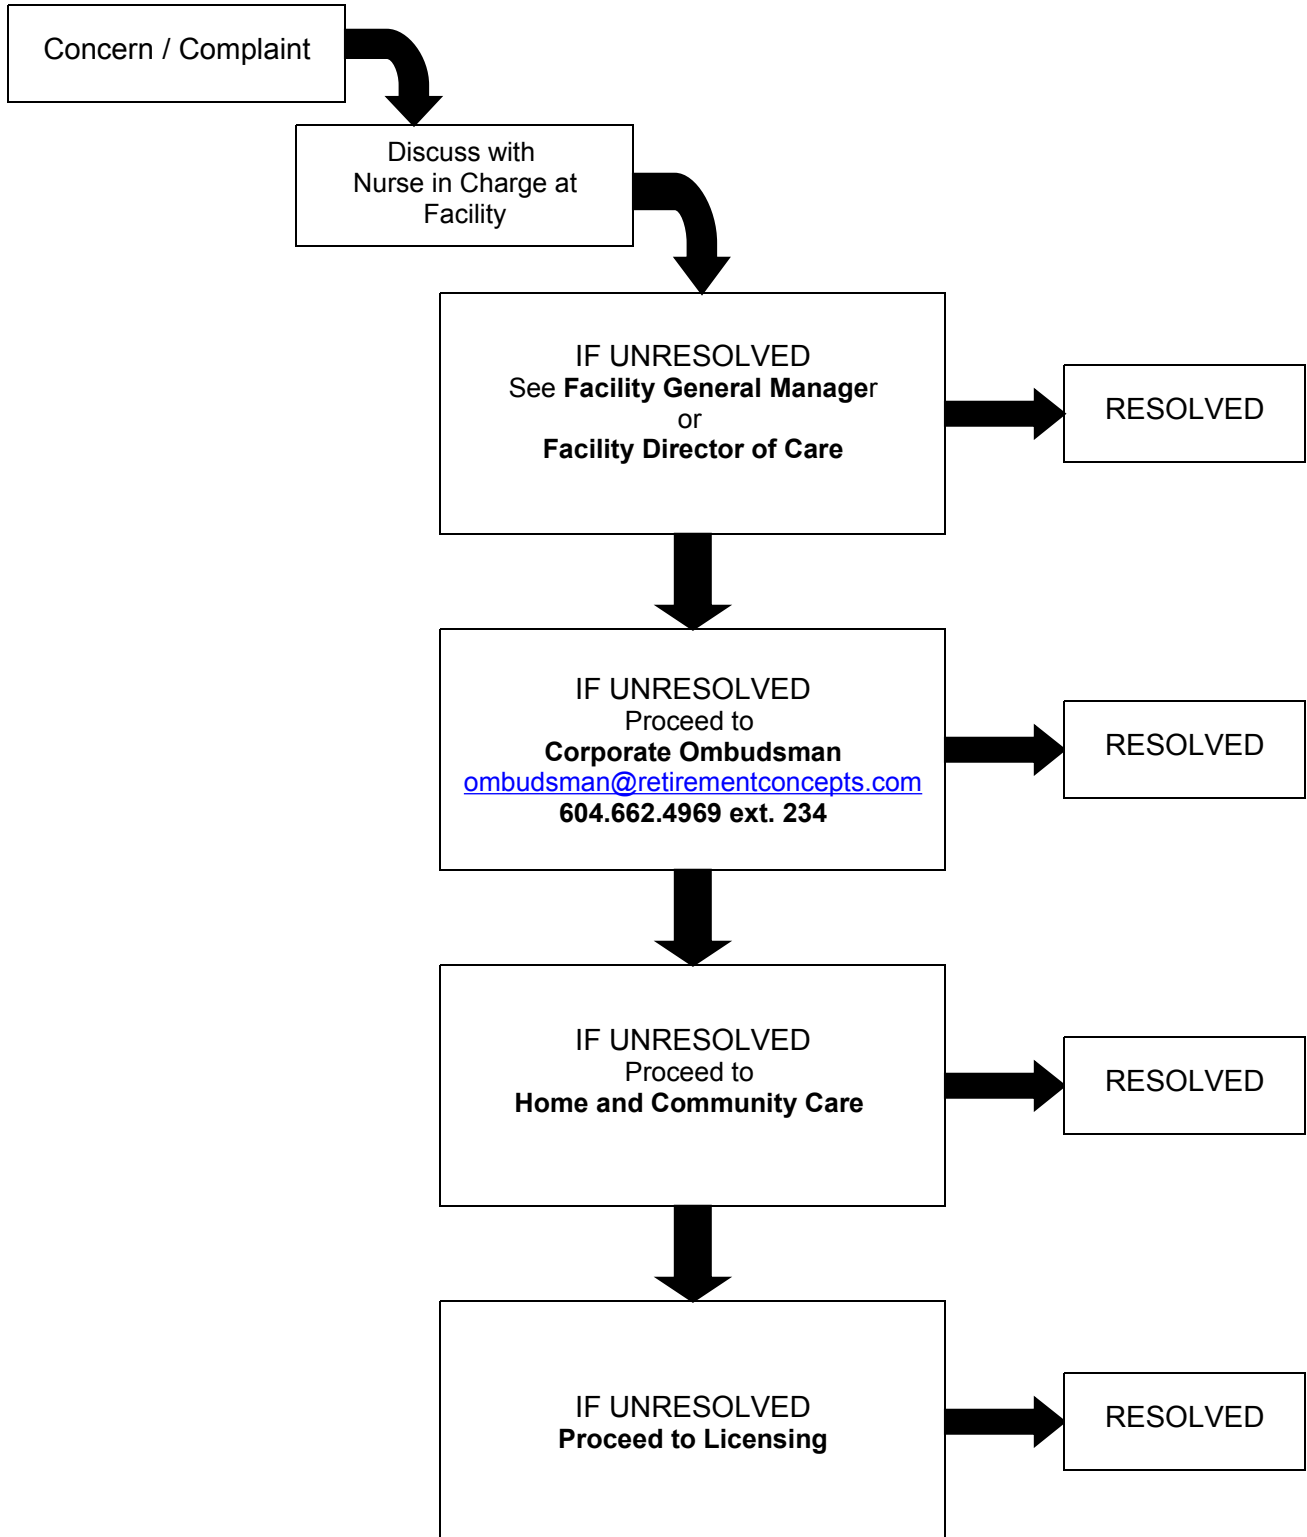 Concern / Complaint
Discuss with
Nurse in Charge at
Facility
IF UNRESOLVED
See Facility General Manager
or
Facility Director of Care
RESOLVED
IF UNRESOLVED
Proceed to
Corporate Ombudsman
ombudsman@retirementconcepts.com
604.662.4969 ext. 234
RESOLVED
IF UNRESOLVED
Proceed to
Home and Community Care
RESOLVED
IF UNRESOLVED
Proceed to Licensing
RESOLVED